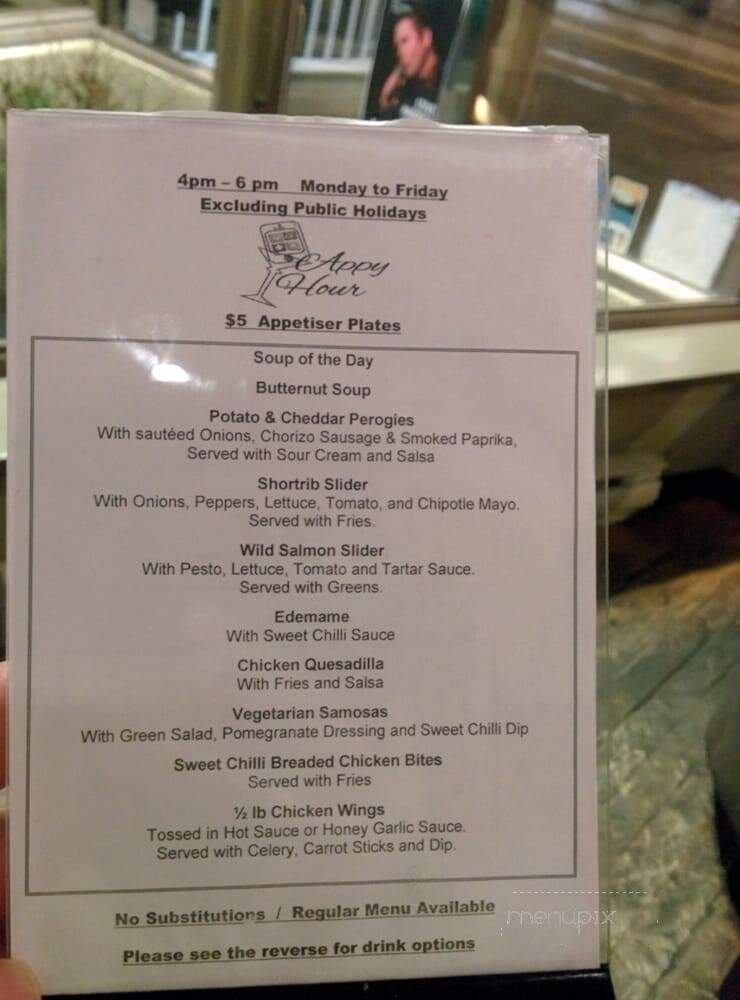 4pm – 6 pm Monday to Friday
Excluding Public Holidays
Appy
Hour
$5 Appetiser Plates
Soup of the Day
Butternut Soup
Potato & Cheddar Perogies
With sautéed Onions, Chorizo Sausage & Smoked Paprika,
Served with Sour Cream and Salsa
Shortrib Slider
With Onions, Peppers, Lettuce, Tomato, and Chipotle Mayo.
Served with Fries.
Wild Salmon Slider
With Pesto, Lettuce, Tomato and Tartar Sauce.
Served with Greens.
Edemame
With Sweet Chilli Sauce
Chicken Quesadilla
With Fries and Salsa
Vegetarian Samosas
With Green Salad, Pomegranate Dressing and Sweet Chilli Dip
Sweet Chilli Breaded Chicken Bites
Served with Fries
½ lb Chicken Wings
Tossed in Hot Sauce or Honey Garlic Sauce.
Served with Celery, Carrot Sticks and Dip.
No Substitutions / Regular Menu Available
Please see the reverse for drink options
menupix